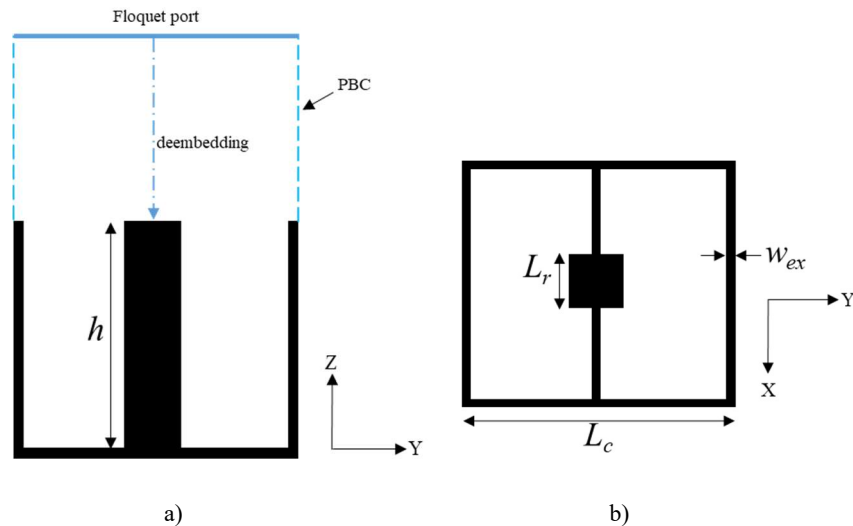 Floquet port
PBC
deembedding
h
Z
Y
L_r
w_ex
Y
X
L_c
a)
b)